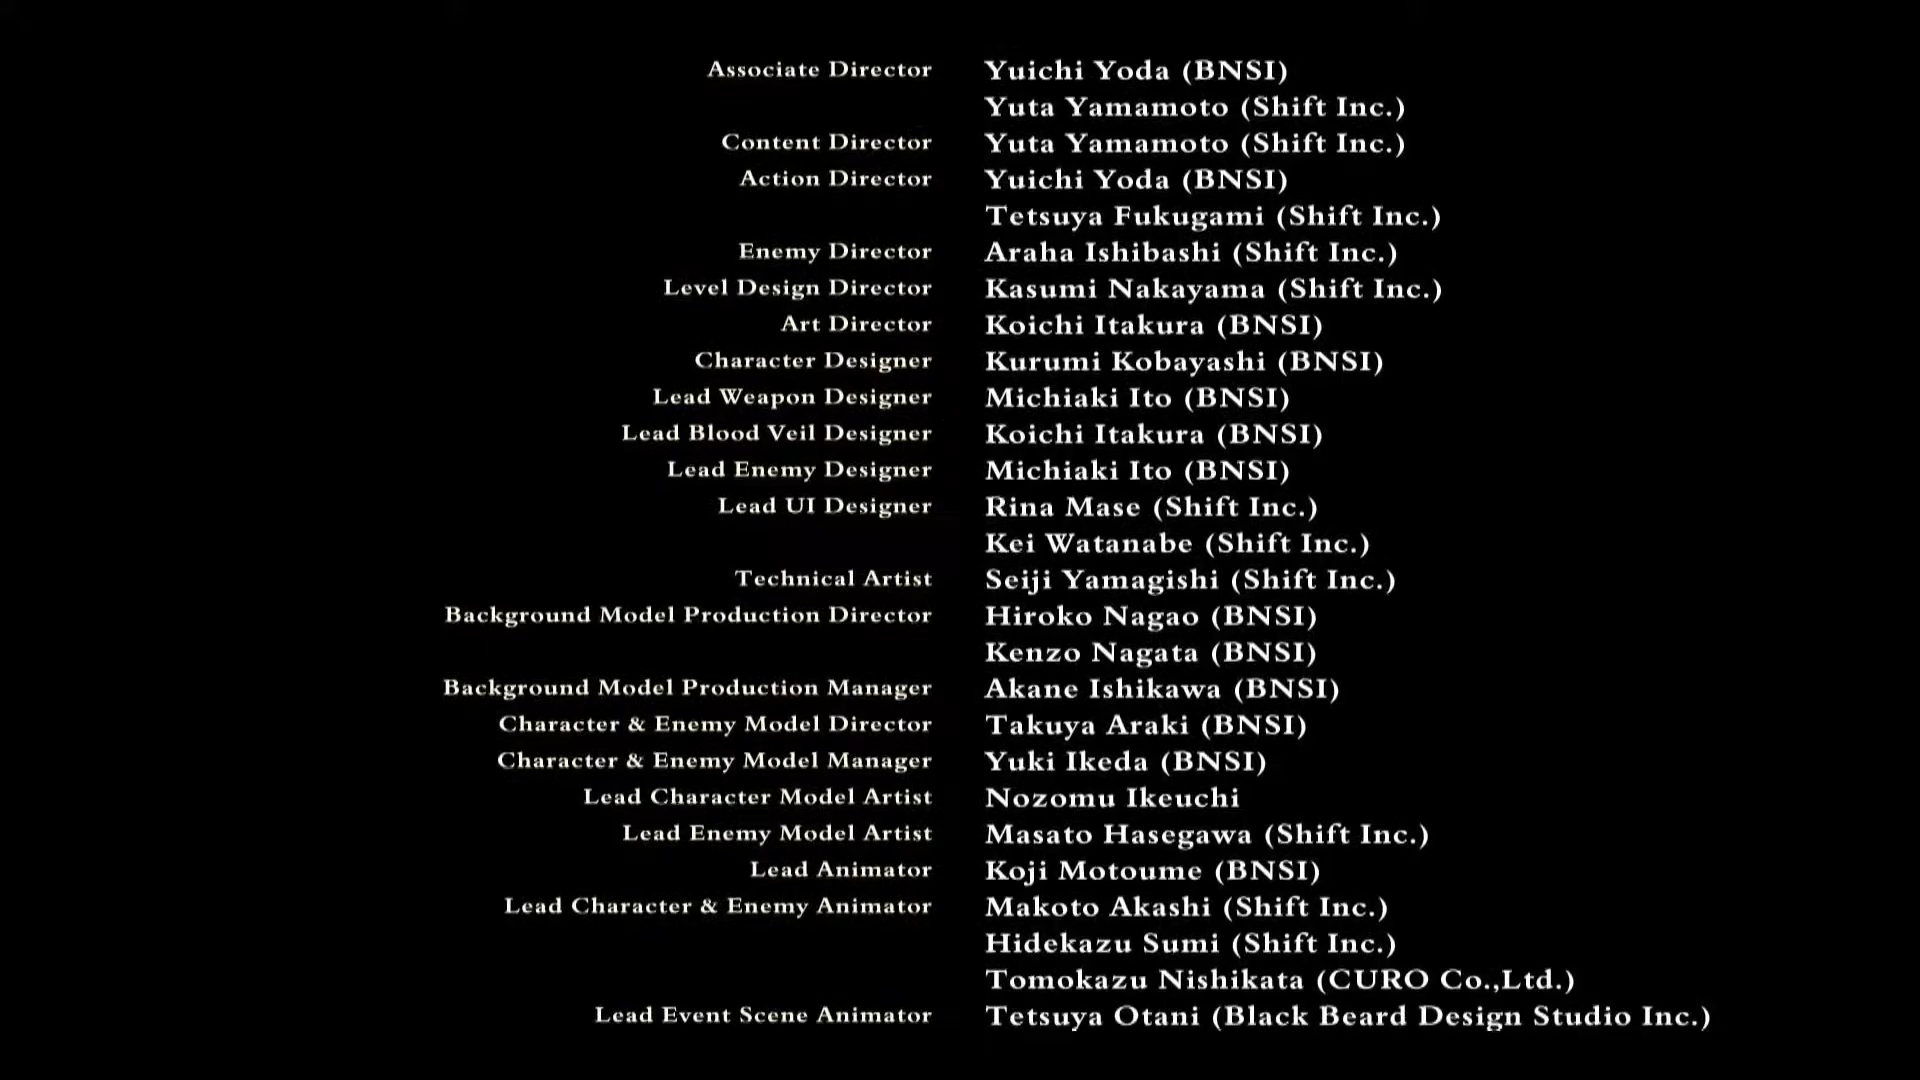 Associate Director Yuichi Yoda (BNSI)
Yuta Yamamoto (Shift Inc.)
Content Director Yuta Yamamoto (Shift Inc.)
Action Director Yuichi Yoda (BNSI)
Tetsuya Fukugami (Shift Inc.)
Enemy Director Araha Ishibashi (Shift Inc.)
Level Design Director Kasumi Nakayama (Shift Inc.)
Art Director Koichi Itakura (BNSI)
Character Designer Kurumi Kobayashi (BNSI)
Lead Weapon Designer Michiaki Ito (BNSI)
Lead Blood Veil Designer Koichi Itakura (BNSI)
Lead Enemy Designer Michiaki Ito (BNSI)
Lead UI Designer Rina Mase (Shift Inc.)
Kei Watanabe (Shift Inc.)
Technical Artist Seiji Yamagishi (Shift Inc.)
Background Model Production Director Hiroko Nagao (BNSI)
Kenzo Nagata (BNSI)
Background Model Production Manager Akane Ishikawa (BNSI)
Character & Enemy Model Director Takuya Araki (BNSI)
Character & Enemy Model Manager Yuki Ikeda (BNSI)
Lead Character Model Artist Nozomu Ikeuchi
Lead Enemy Model Artist Masato Hasegawa (Shift Inc.)
Lead Animator Koji Motoume (BNSI)
Lead Character & Enemy Animator Makoto Akashi (Shift Inc.)
Hidekazu Sumi (Shift Inc.)
Tomokazu Nishikata (CURO Co.,Ltd.)
Lead Event Scene Animator Tetsuya Otani (Black Beard Design Studio Inc.)